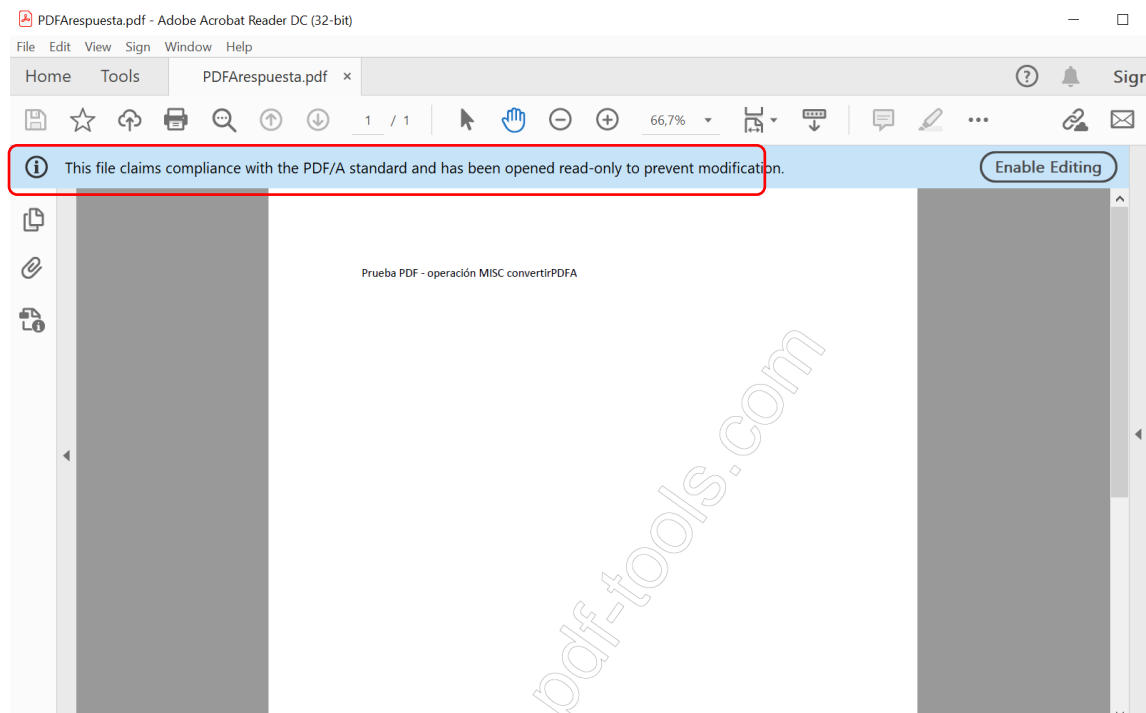 PDFArespuesta.pdf - Adobe Acrobat Reader DC (32-bit)
File Edit View Sign Window Help
Home Tools PDFArespuesta.pdf × ? Sign
1 / 1 66,7%
This file claims compliance with the PDF/A standard and has been opened read-only to prevent modification. Enable Editing
Prueba PDF - operación MISC convertirPDFA
pdf-tools.com